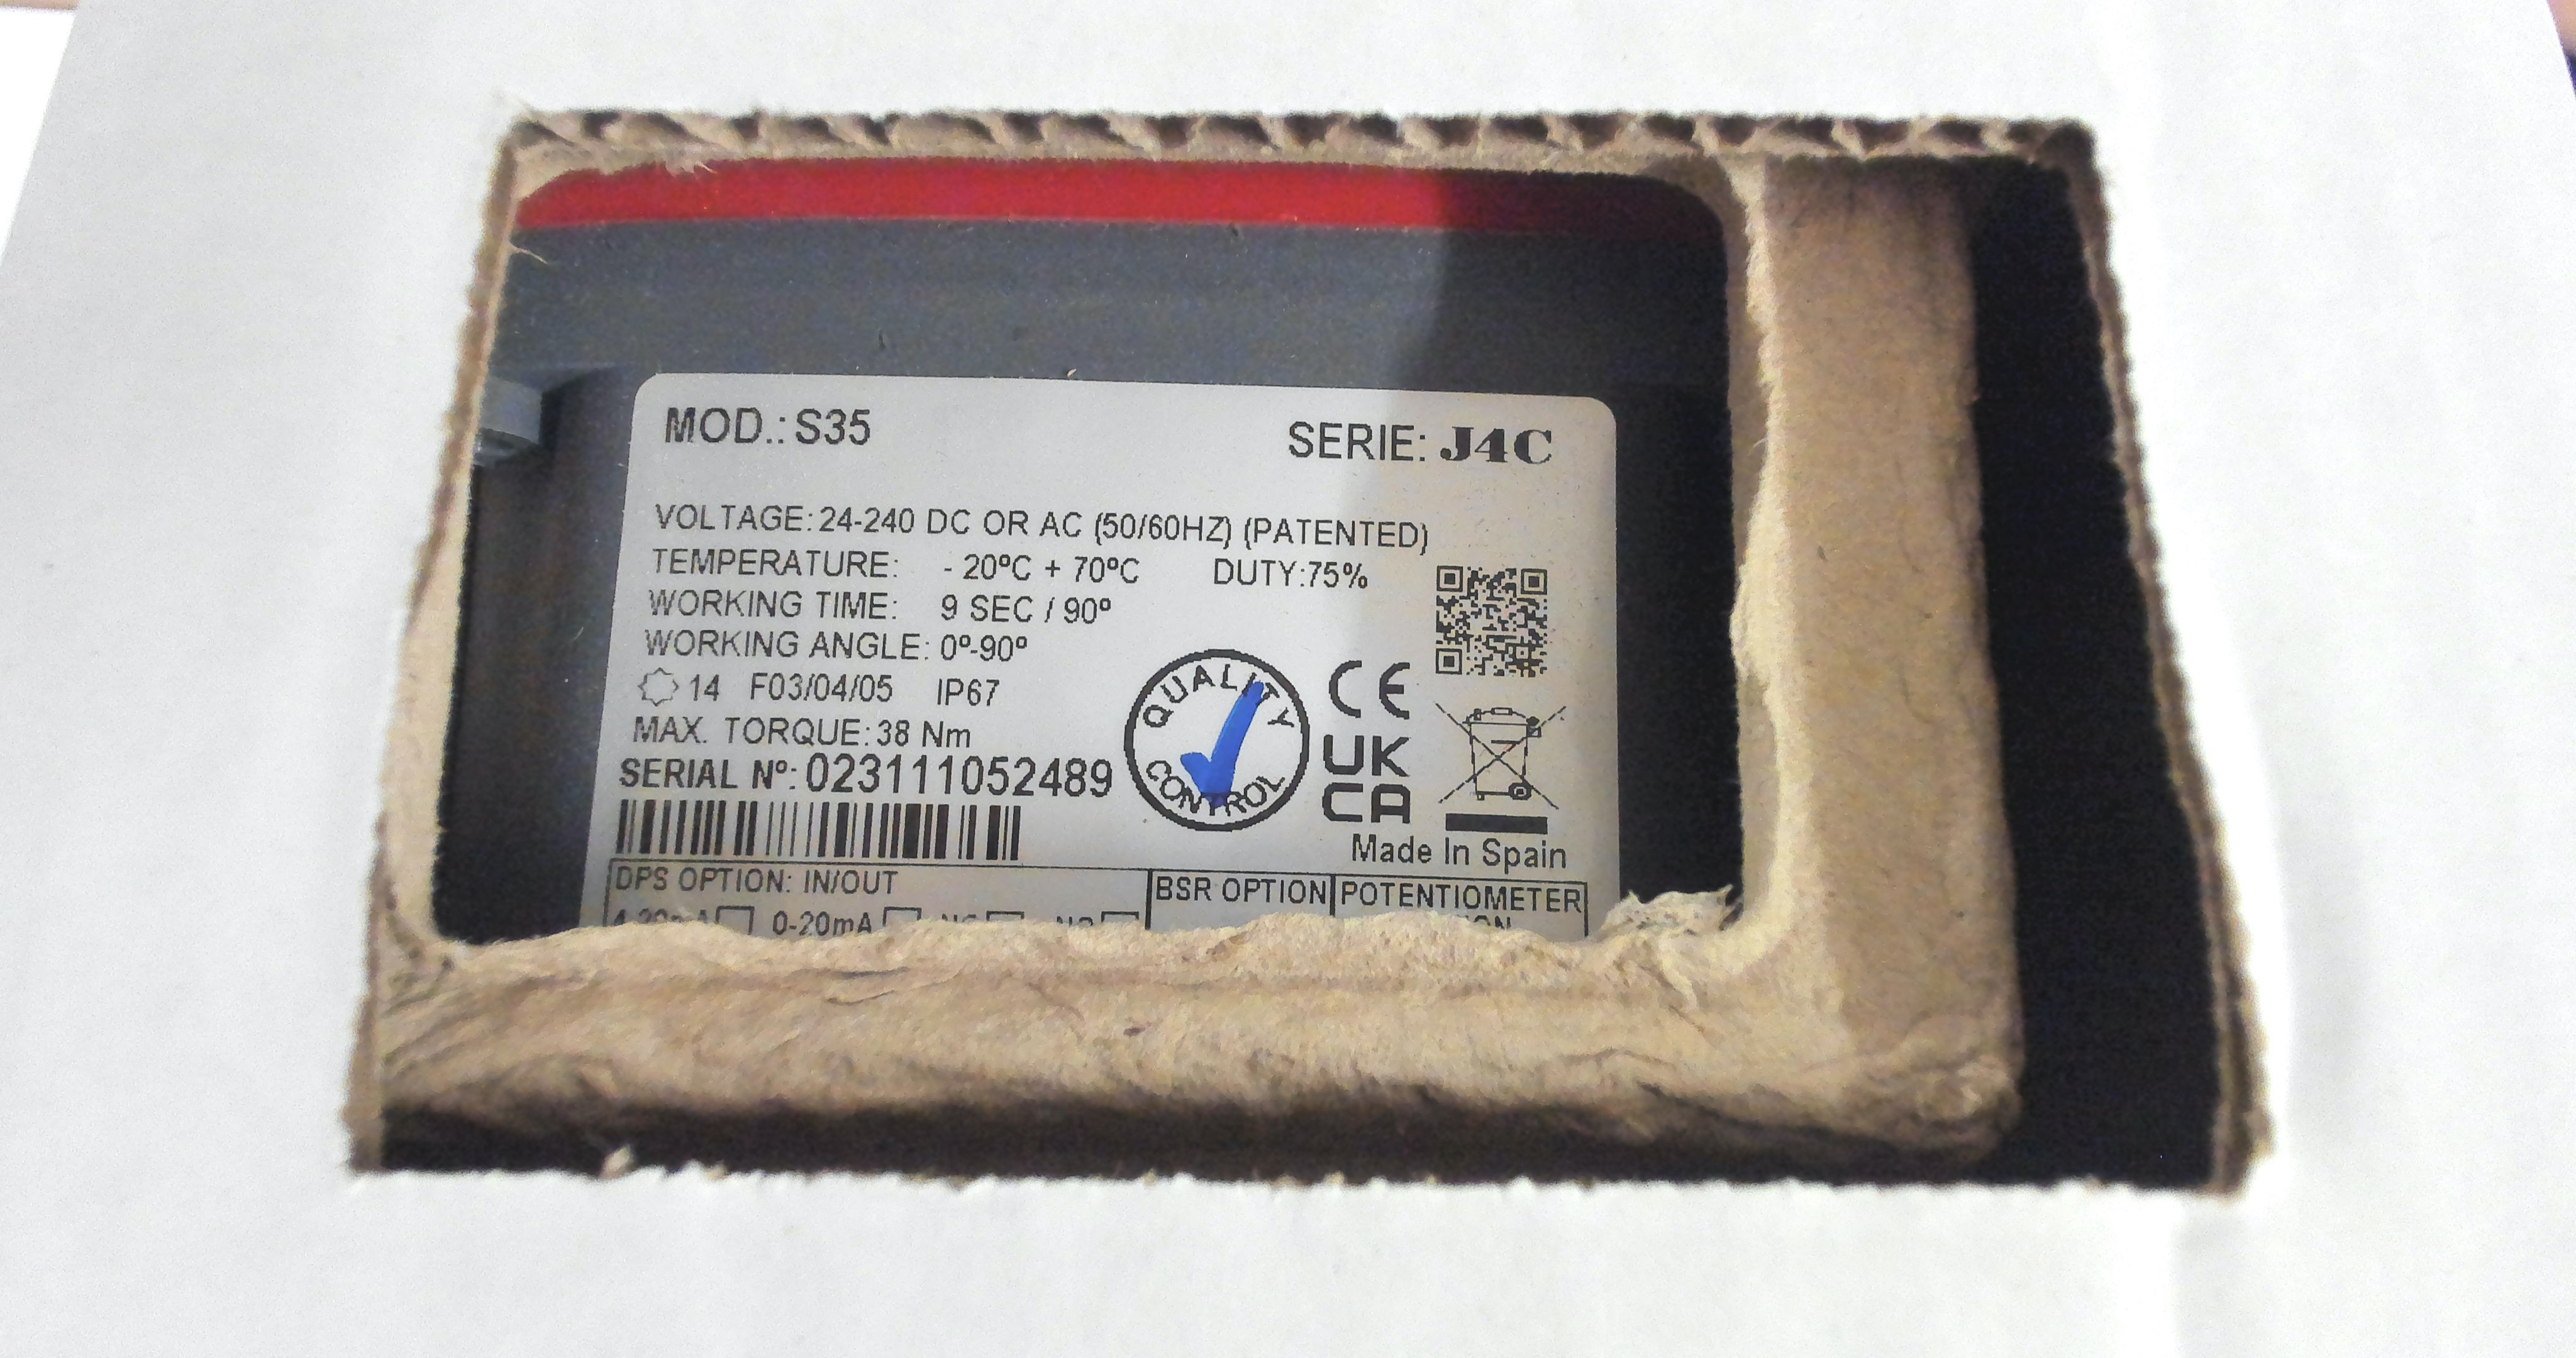 MOD.: S35
SERIE: J4C
VOLTAGE: 24-240 DC OR AC (50/60HZ) (PATENTED)
TEMPERATURE: - 20ºC + 70ºC DUTY:75%
WORKING TIME: 9 SEC / 90º
WORKING ANGLE: 0º-90º
14 F03/04/05 IP67
MAX. TORQUE: 38 Nm
SERIAL Nº: 023111052489
QUALITY
CONTROL
CE
UK
CA
Made In Spain
DPS OPTION: IN/OUT
0-20mA
BSR OPTION
POTENTIOMETER